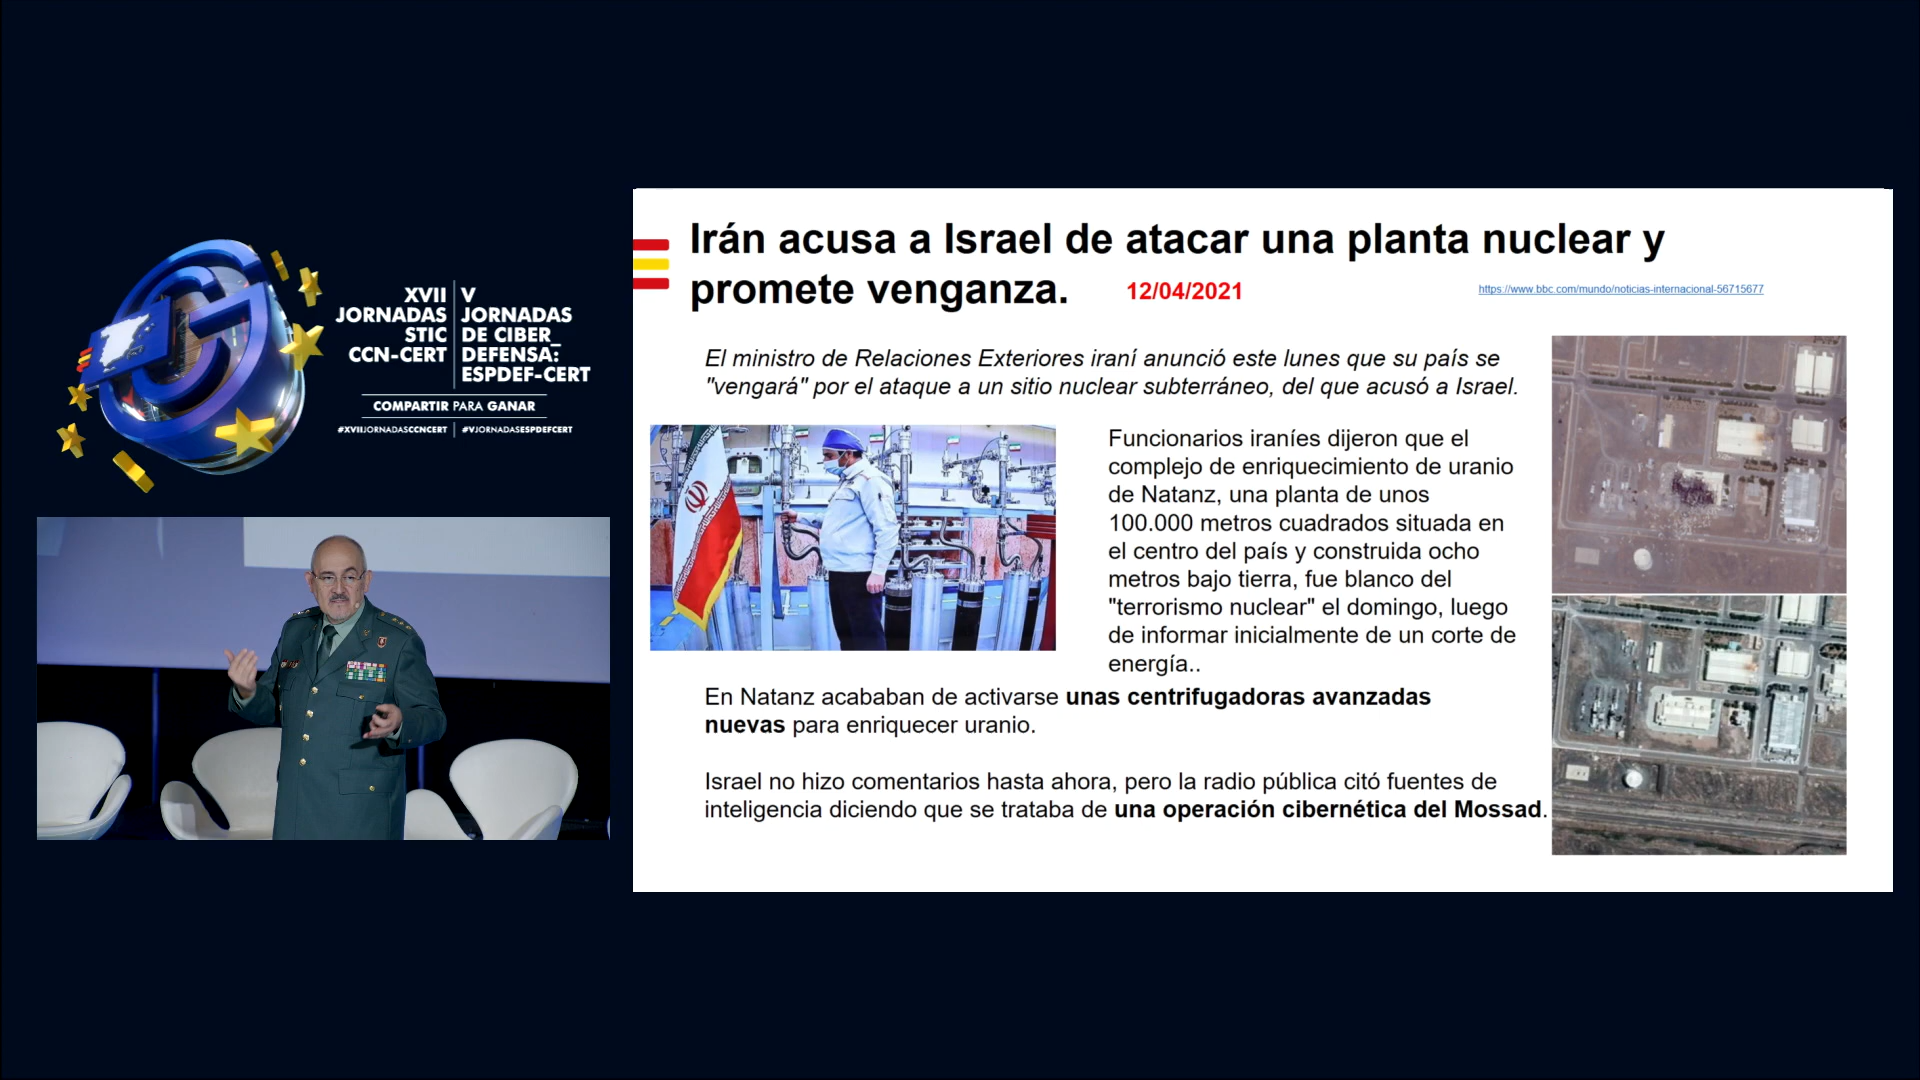 XVII
JORNADAS
STIC
CCN-CERT
V
JORNADAS
DE CIBER_
DEFENSA:
ESPDEF-CERT
COMPARTIR PARA GANAR
#XVIIJORNADASCCNCERT
#VJORNADASESPDEFCERT
Irán acusa a Israel de atacar una planta nuclear y
promete venganza.
12/04/2021
https://www.bbc.com/mundo/noticias-internacional-56715677
El ministro de Relaciones Exteriores iraní anunció este lunes que su país se
"vengará" por el ataque a un sitio nuclear subterráneo, del que acusó a Israel.
Funcionarios iraníes dijeron que el
complejo de enriquecimiento de uranio
de Natanz, una planta de unos
100.000 metros cuadrados situada en
el centro del país y construida ocho
metros bajo tierra, fue blanco del
"terrorismo nuclear" el domingo, luego
de informar inicialmente de un corte de
energía..
En Natanz acababan de activarse unas centrifugadoras avanzadas
nuevas para enriquecer uranio.
Israel no hizo comentarios hasta ahora, pero la radio pública citó fuentes de
inteligencia diciendo que se trataba de una operación cibernética del Mossad.